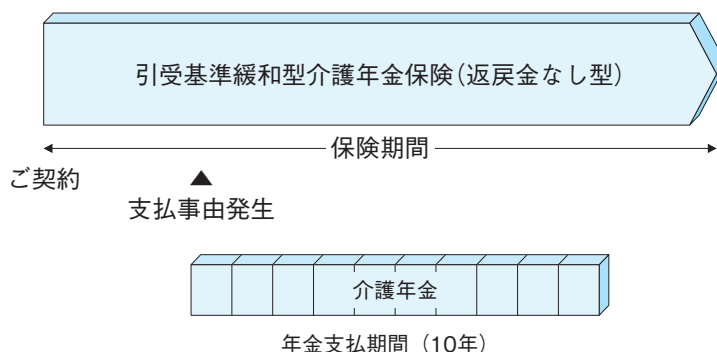 引受基準緩和型介護年金保険(返戻金なし型)
保険期間
ご契約
▲
支払事由発生
介護年金
年金支払期間（10年）